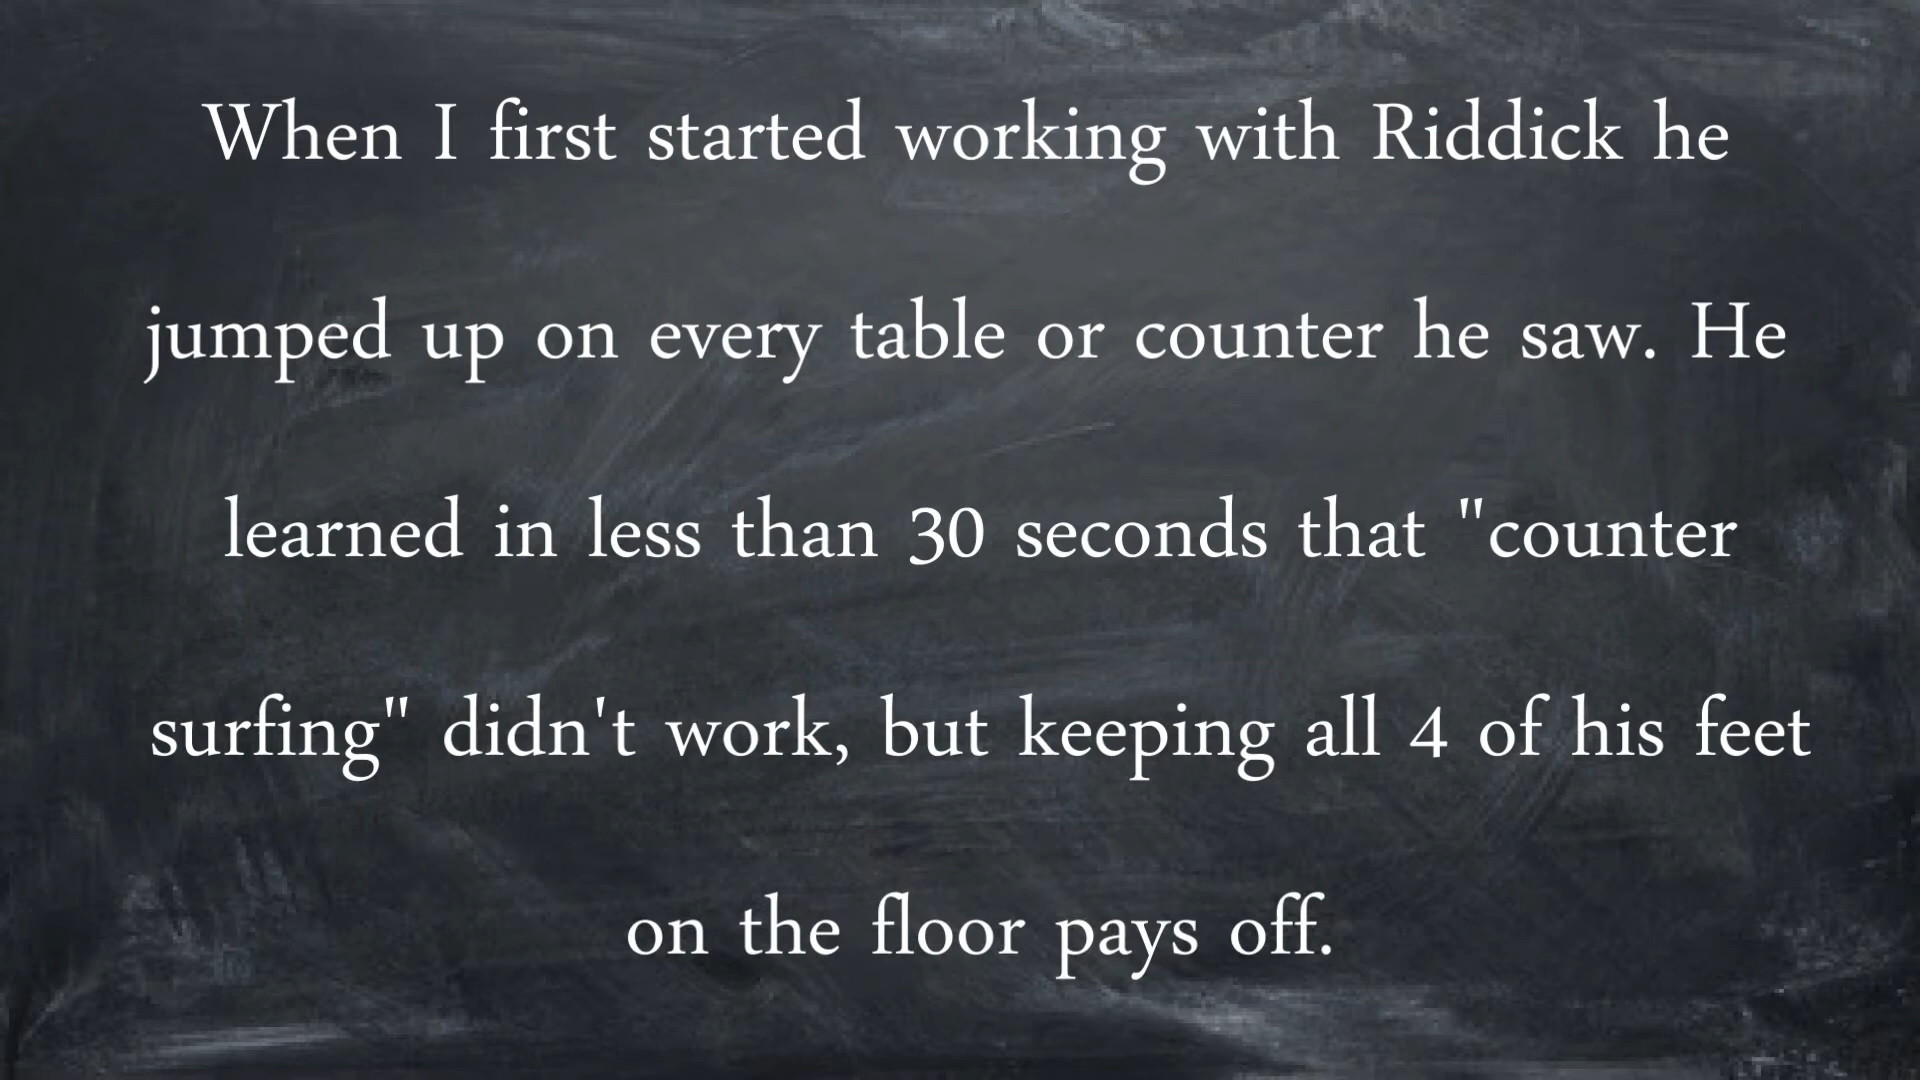 When I first started working with Riddick he
jumped up on every table or counter he saw. He
learned in less than 30 seconds that "counter
surfing" didn't work, but keeping all 4 of his feet
on the floor pays off.